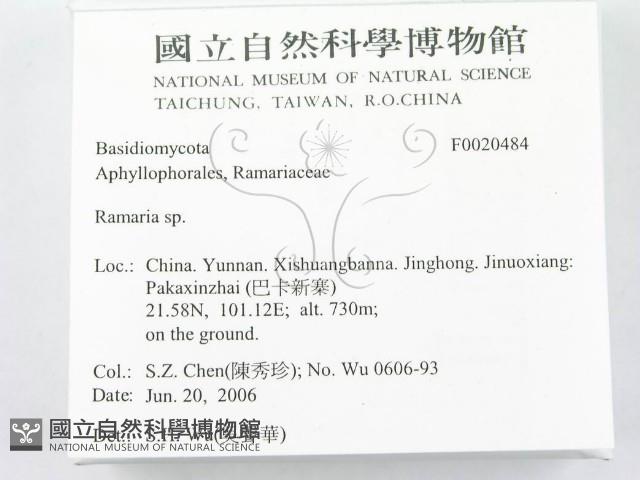 國立自然科學博物館
NATIONAL MUSEUM OF NATURAL SCIENCE
TAICHUNG, TAIWAN, R.O.CHINA
Basidiomycota F0020484
Aphyllophorales, Ramariaceae
Ramaria sp.
Loc.: China. Yunnan. Xishuangbanna. Jinghong. Jinuoxiang:
Pakaxinzhai (巴卡新寨)
21.58N, 101.12E; alt. 730m;
on the ground.
Col.: S.Z. Chen(陳秀珍); No. Wu 0606-93
Date: Jun. 20, 2006
華)
國立自然科學博物館
NATIONAL MUSEUM OF NATURAL SCIENCE